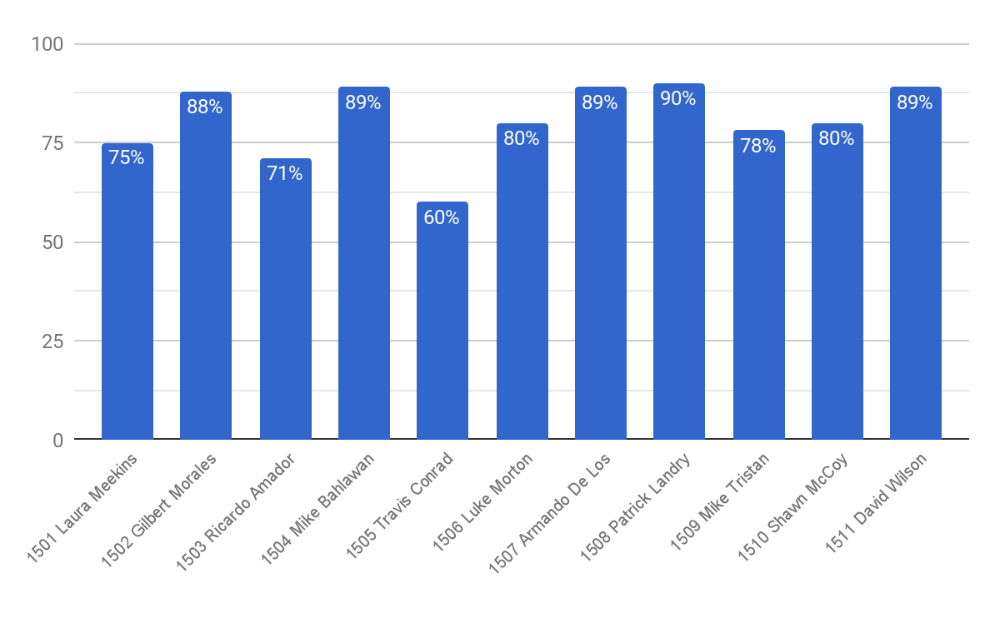 100
75
50
25
0
75%
88%
71%
89%
60%
80%
89%
90%
78%
80%
89%
1501 Laura Meekins
1502 Gilbert Morales
1503 Ricardo Amador
1504 Mike Bahlawan
1505 Travis Conrad
1506 Luke Morton
1507 Armando De Los
1508 Patrick Landry
1509 Mike Tristan
1510 Shawn McCoy
1511 David Wilson